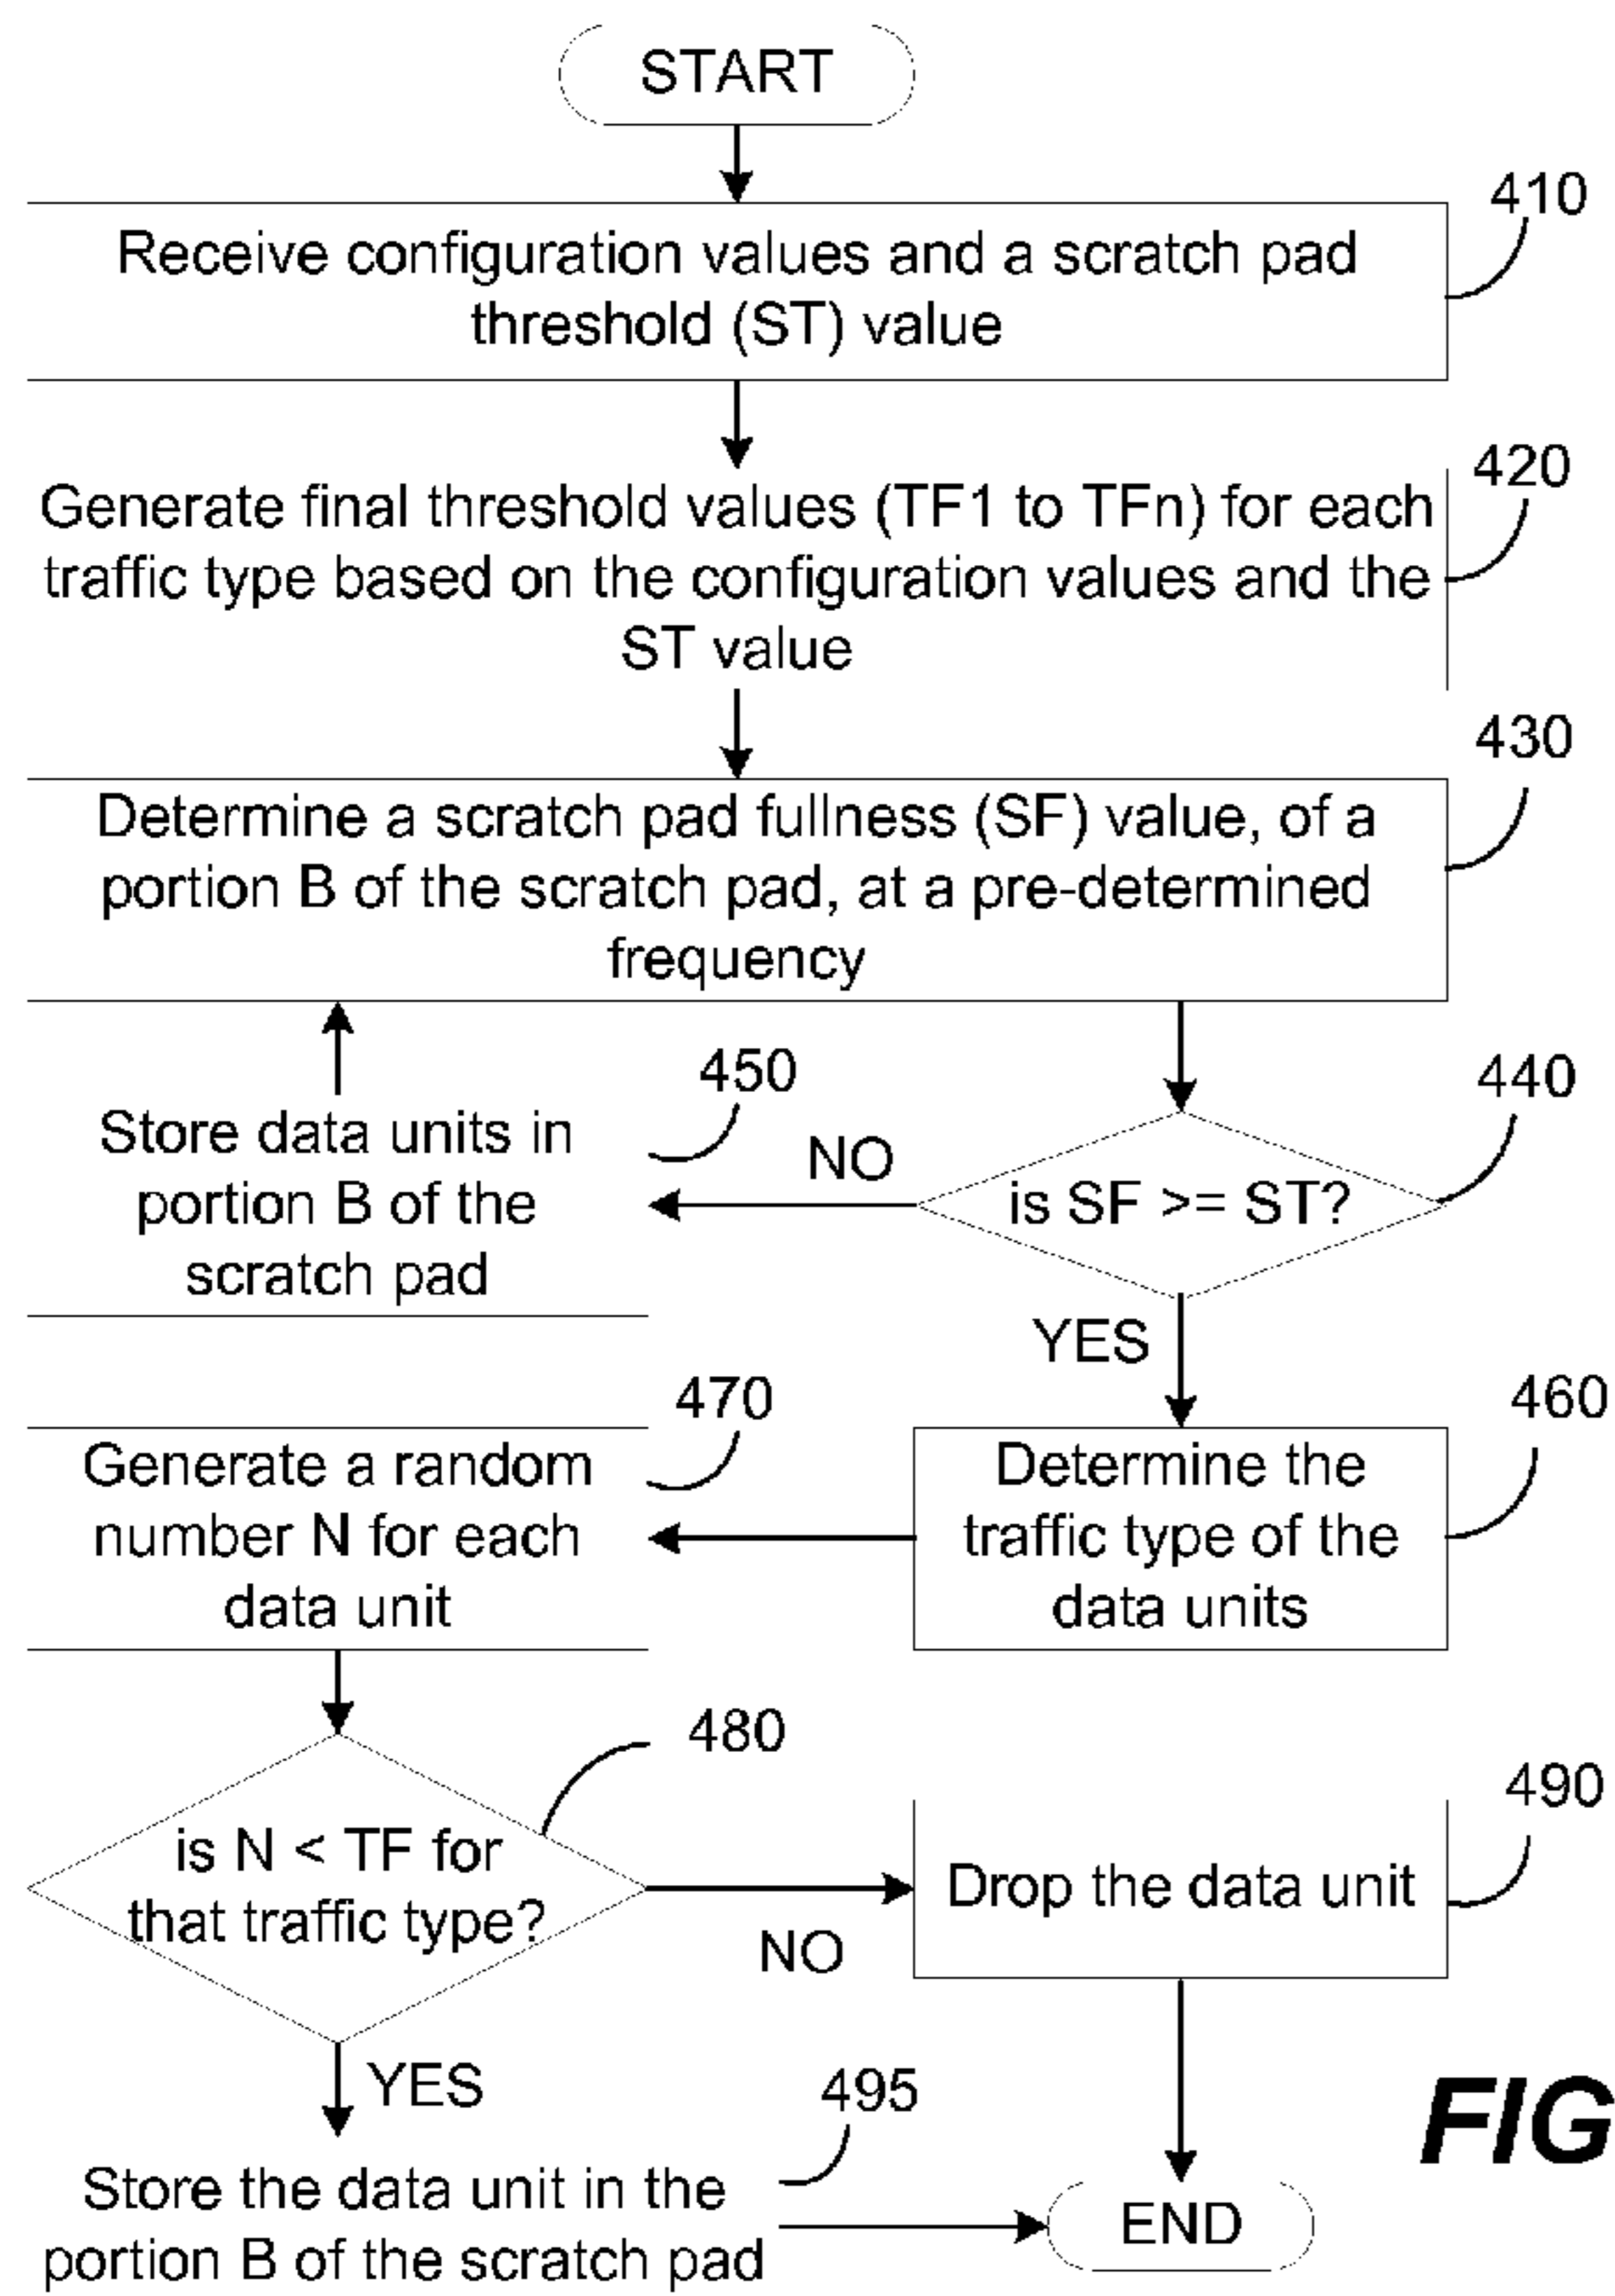 START
410
Receive configuration values and a scratch pad
threshold (ST) value
420
Generate final threshold values (TF1 to TFn) for each
traffic type based on the configuration values and the
ST value
430
Determine a scratch pad fullness (SF) value, of a
portion B of the scratch pad, at a pre-determined
frequency
450
440
Store data units in
portion B of the
scratch pad
NO
is SF >= ST?
YES
470
460
Generate a random
number N for each
data unit
Determine the
traffic type of the
data units
480
490
is N < TF for
that traffic type?
NO
Drop the data unit
YES
495
FIG
Store the data unit in the
portion B of the scratch pad
END